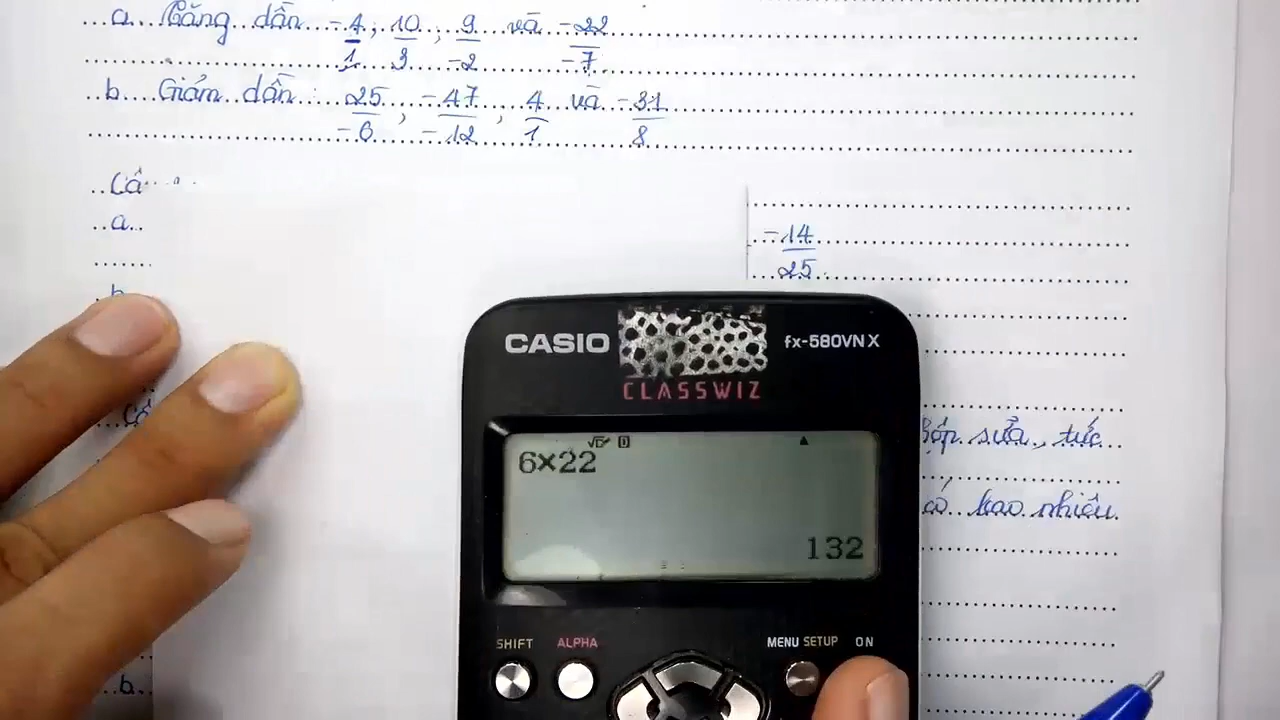 a. Tăng dần -4/1; 10/3; 9/-2 và -22/-7
b. Giảm dần: 25/-6, -47/-12, 4/1 và -31/8
Câ
a.
-14/25
b
CASIO fx-580VN X
CLASSWIZ
sửa, tức
có bao nhiêu
6×22
132
SHIFT ALPHA MENU SETUP ON
b.